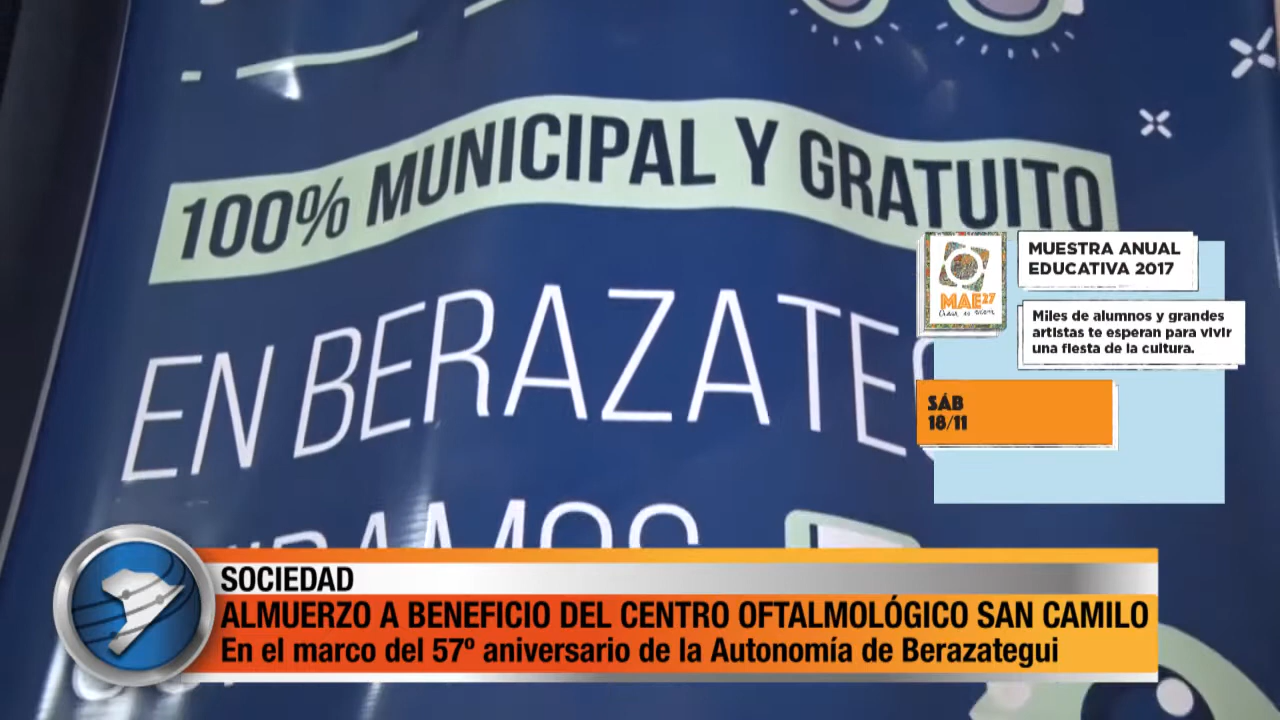 100% MUNICIPAL Y GRATUITO
EN BERAZATEG
MUESTRA ANUAL
EDUCATIVA 2017
MAE27
Miles de alumnos y grandes
artistas te esperan para vivir
una fiesta de la cultura.
SÁB
18/11
SOCIEDAD
ALMUERZO A BENEFICIO DEL CENTRO OFTALMOLÓGICO SAN CAMILO
En el marco del 57º aniversario de la Autonomía de Berazategui